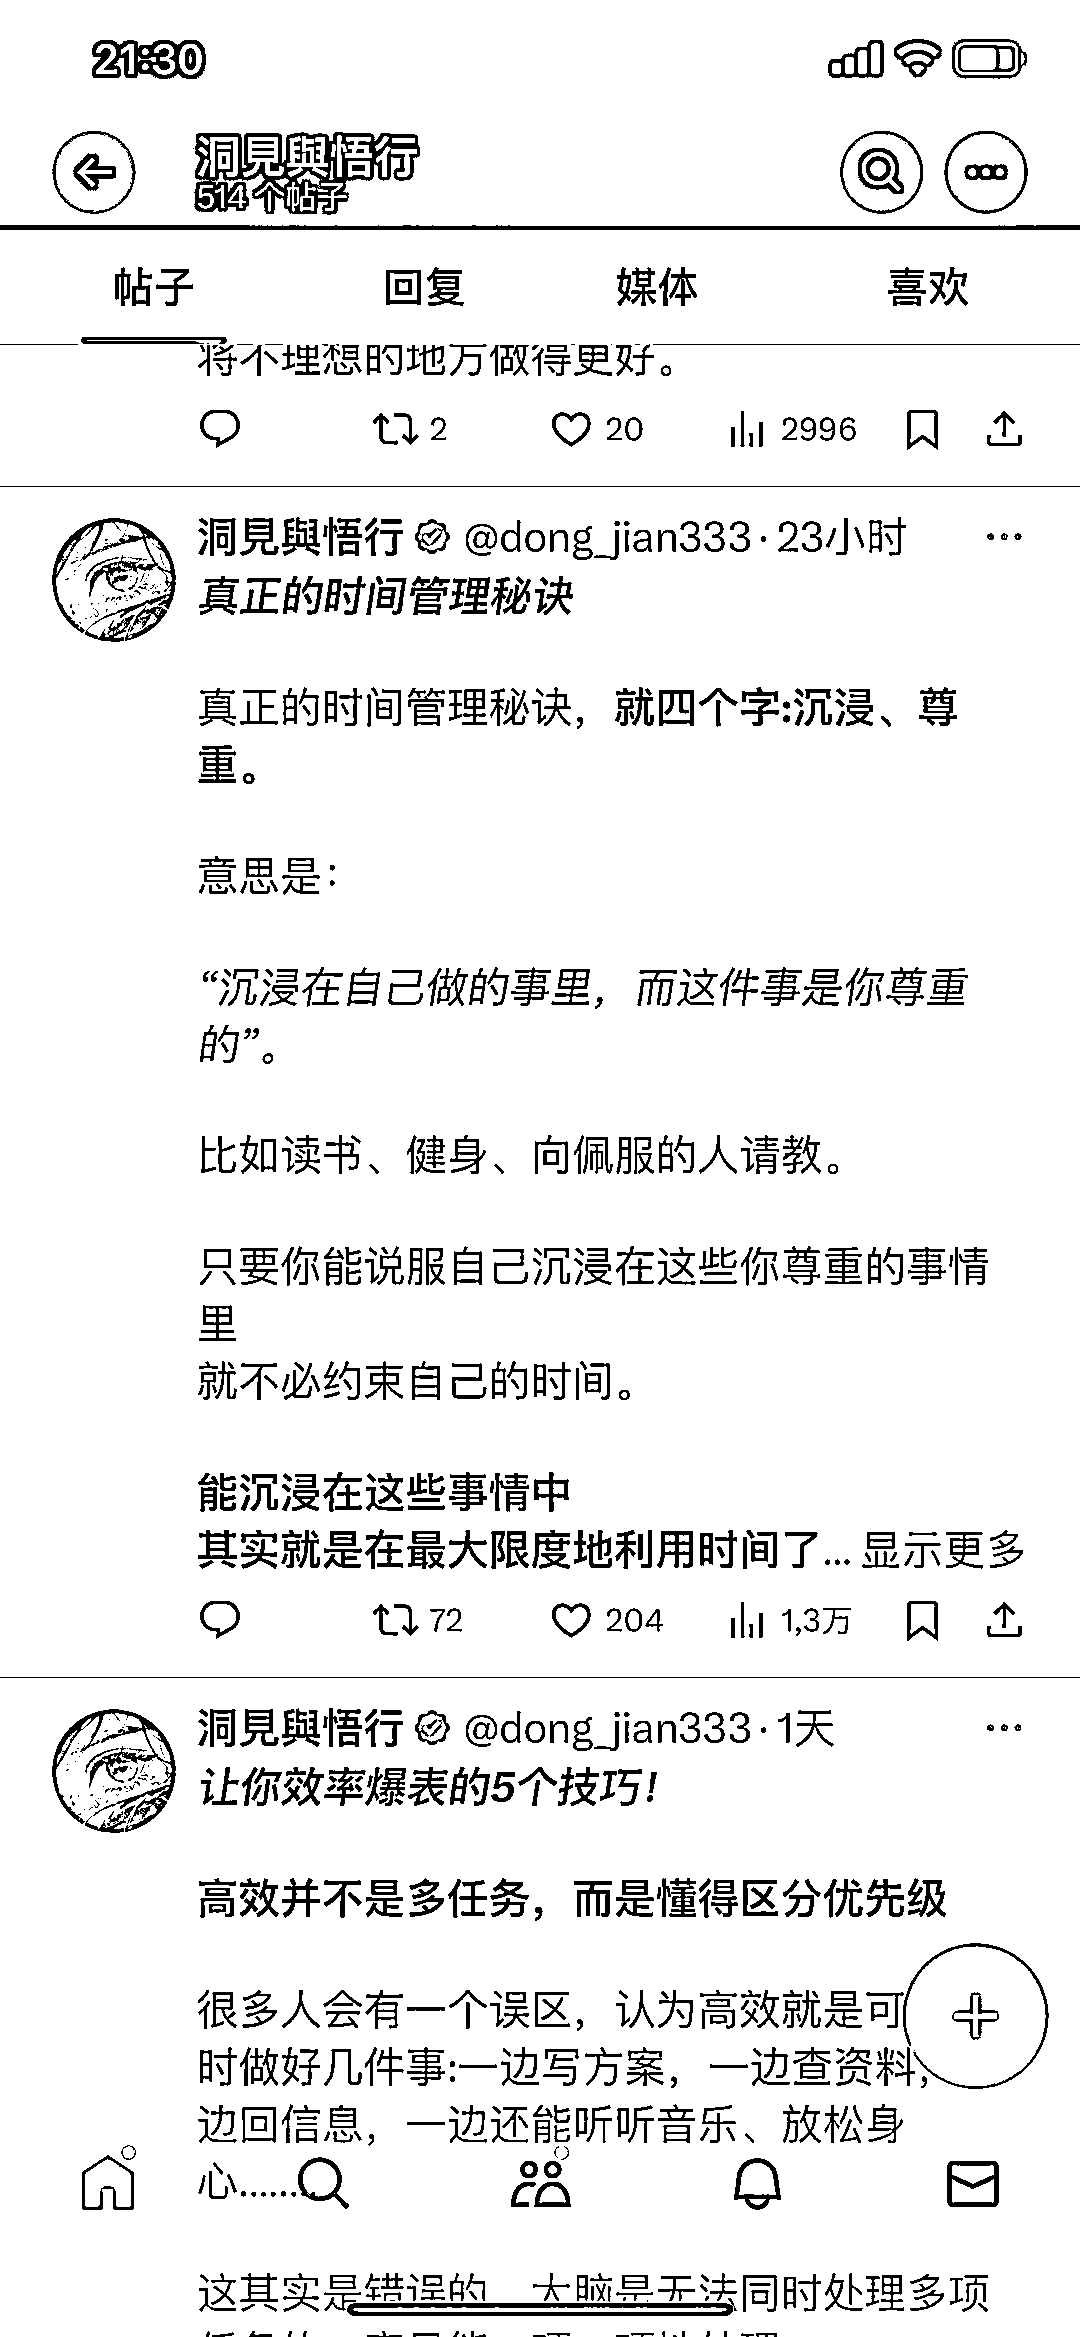 21:30
洞見與悟行
514 个帖子
帖子 回复 媒体 喜欢
将不理想的地方做得更好。
2 20 2996
洞見與悟行 @dong_jian333·23小时
真正的时间管理秘诀
真正的时间管理秘诀，就四个字:沉浸、尊
重。
意思是：
“沉浸在自己做的事里，而这件事是你尊重
的”。
比如读书、健身、向佩服的人请教。
只要你能说服自己沉浸在这些你尊重的事情
里
就不必约束自己的时间。
能沉浸在这些事情中
其实就是在最大限度地利用时间了... 显示更多
72 204 1,3万
洞見與悟行 @dong_jian333·1天
让你效率爆表的5个技巧！
高效并不是多任务，而是懂得区分优先级
很多人会有一个误区，认为高效就是可
时做好几件事:一边写方案，一边查资料，
边回信息，一边还能听听音乐、放松身
心......
这其实是错误的，大脑是无法同时处理多项